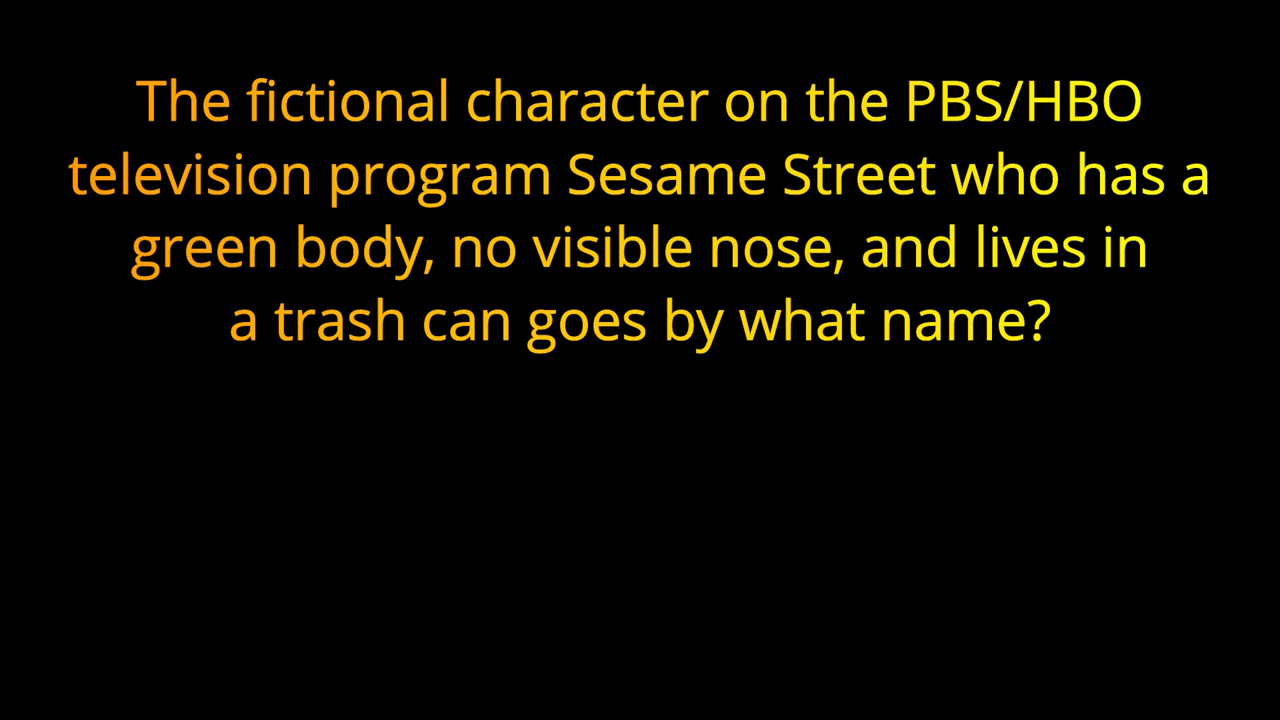 The fictional character on the PBS/HBO
television program Sesame Street who has a
green body, no visible nose, and lives in
a trash can goes by what name?